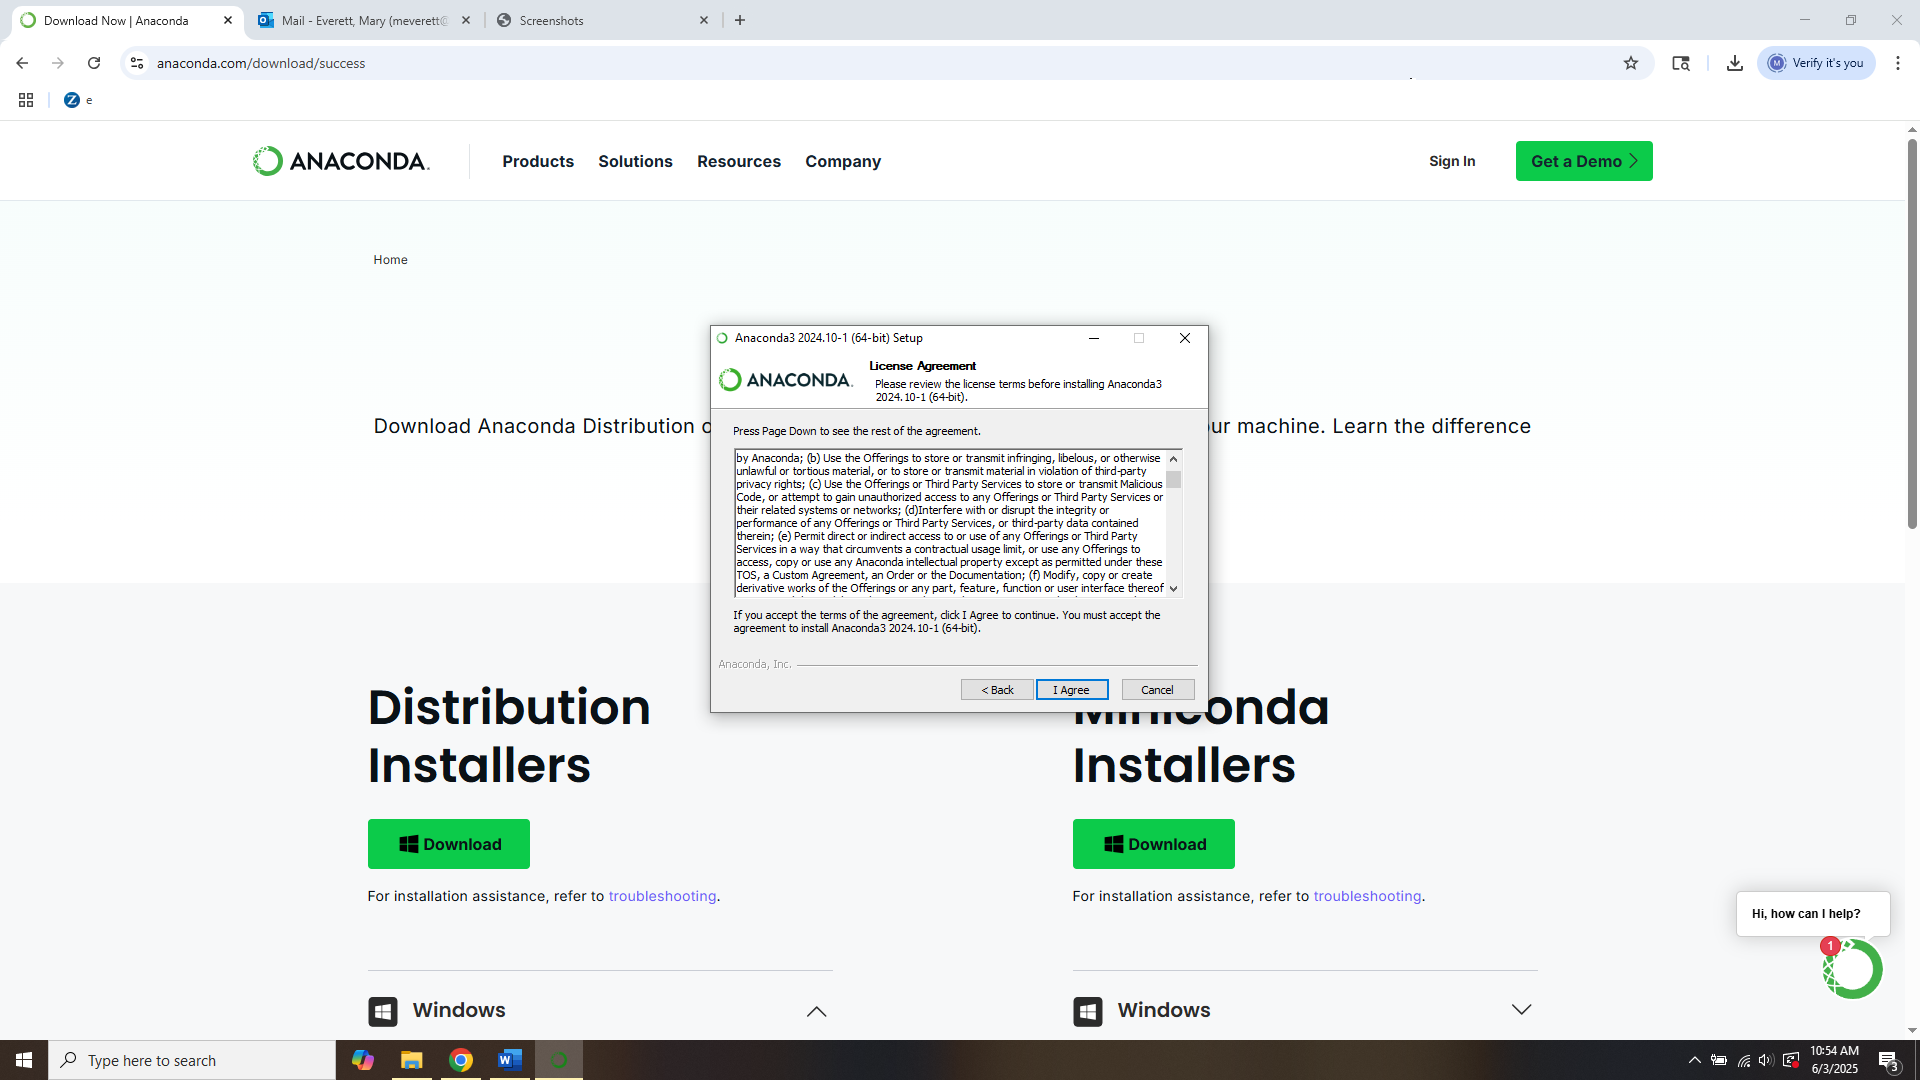 Download Now | Anaconda
Mail - Everett, Mary (meverett@
Screenshots
anaconda.com/download/success
M
Verify it's you
Z e
ANACONDA.
Products
Solutions
Resources
Company
Sign In
Get a Demo
Home
Download Anaconda Distribution
ur machine. Learn the difference
Anaconda3 2024.10-1 (64-bit) Setup
ANACONDA.
License Agreement
Please review the license terms before installing Anaconda3
2024.10-1 (64-bit).
Press Page Down to see the rest of the agreement.
by Anaconda; (b) Use the Offerings to store or transmit infringing, libelous, or otherwise
unlawful or tortious material, or to store or transmit material in violation of third-party
privacy rights; (c) Use the Offerings or Third Party Services to store or transmit Malicious
Code, or attempt to gain unauthorized access to any Offerings or Third Party Services or
their related systems or networks; (d)Interfere with or disrupt the integrity or
performance of any Offerings or Third Party Services, or third-party data contained
therein; (e) Permit direct or indirect access to or use of any Offerings or Third Party
Services in a way that circumvents a contractual usage limit, or use any Offerings to
access, copy or use any Anaconda intellectual property except as permitted under these
TOS, a Custom Agreement, an Order or the Documentation; (f) Modify, copy or create
derivative works of the Offerings or any part, feature, function or user interface thereof
If you accept the terms of the agreement, click I Agree to continue. You must accept the
agreement to install Anaconda3 2024.10-1 (64-bit).
Anaconda, Inc.
< Back
I Agree
Cancel
Distribution
Installers
Download
For installation assistance, refer to troubleshooting.
Windows
Miniconda
Installers
Download
For installation assistance, refer to troubleshooting.
Windows
Hi, how can I help?
1
Type here to search
10:54 AM
6/3/2025
3